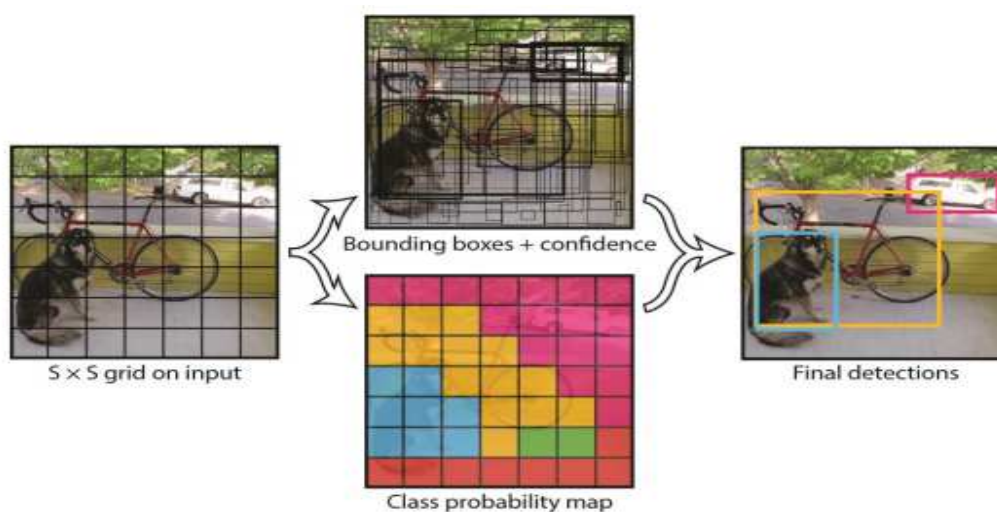 Bounding boxes + confidence
S × S grid on input
Final detections
Class probability map